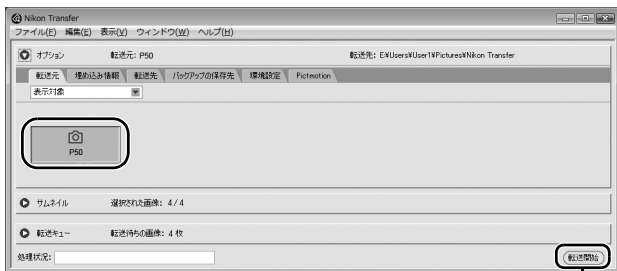 Nikon Transfer
ファイル(F) 編集(E) 表示(V) ウィンドウ(W) ヘルプ(H)
オプション 転送元: P50 転送先: E:¥Users¥User1¥Pictures¥Nikon Transfer
転送元 埋め込み情報 転送先 バックアップの保存先 環境設定 Pictmotion
表示対象
P50
サムネイル 選択された画像: 4 / 4
転送キュー 転送待ちの画像: 4 枚
処理状況: 転送開始